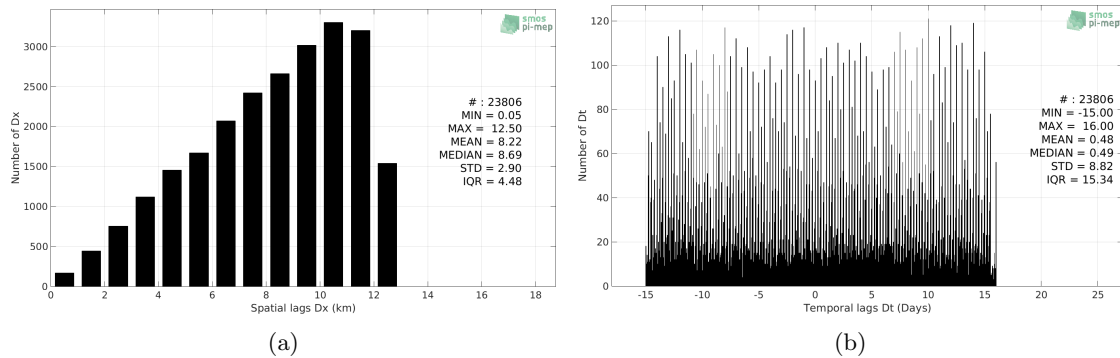 smos
pi-mep
3000
2500
2000
1500
1000
500
0
Number of Dx
# : 23806
MIN = 0.05
MAX = 12.50
MEAN = 8.22
MEDIAN = 8.69
STD = 2.90
IQR = 4.48
0 2 4 6 8 10 12 14 16 18
Spatial lags Dx (km)
(a)
smos
pi-mep
120
100
80
60
40
20
0
Number of Dt
# : 23806
MIN = -15.00
MAX = 16.00
MEAN = 0.48
MEDIAN = 0.49
STD = 8.82
IQR = 15.34
-15 -10 -5 0 5 10 15 20 25
Temporal lags Dt (Days)
(b)